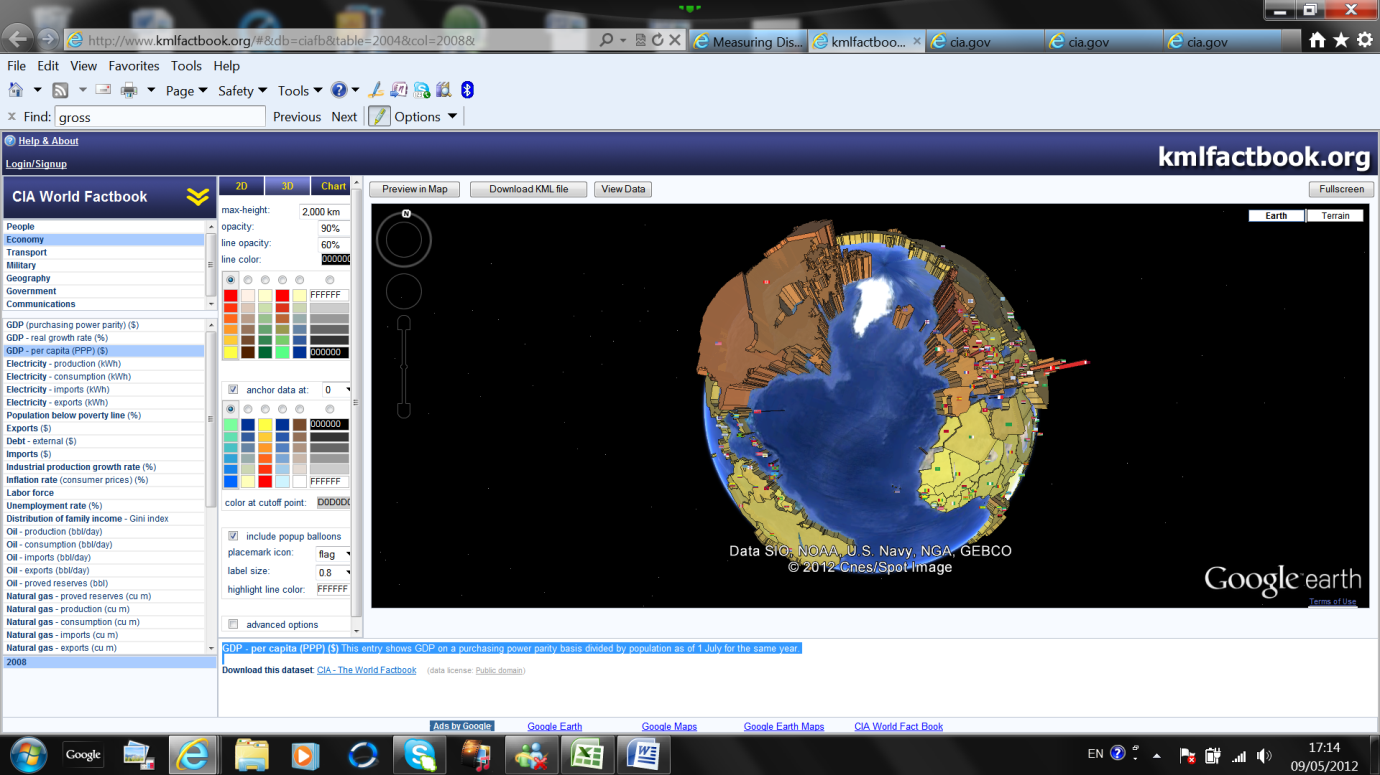 http://www.kmlfactbook.org/#&db=ciafb&table=2004&col=2008&
Measuring Dis...
kmlfactboo...
cia.gov
cia.gov
cia.gov
File Edit View Favorites Tools Help
Page Safety Tools
Find: gross Previous Next Options
Help & About
Login/Signup
kmlfactbook.org
CIA World Factbook
People
Economy
Transport
Military
Geography
Government
Communications
GDP (purchasing power parity) ($)
GDP - real growth rate (%)
GDP - per capita (PPP) ($)
Electricity - production (kWh)
Electricity - consumption (kWh)
Electricity - imports (kWh)
Electricity - exports (kWh)
Population below poverty line (%)
Exports ($)
Debt - external ($)
Imports ($)
Industrial production growth rate (%)
Inflation rate (consumer prices) (%)
Labor force
Unemployment rate (%)
Distribution of family income - Gini index
Oil - production (bbl/day)
Oil - consumption (bbl/day)
Oil - imports (bbl/day)
Oil - exports (bbl/day)
Oil - proved reserves (bbl)
Natural gas - proved reserves (cu m)
Natural gas - production (cu m)
Natural gas - consumption (cu m)
Natural gas - imports (cu m)
Natural gas - exports (cu m)
2008
2D 3D Chart
max-height: 2,000 km
opacity: 90%
line opacity: 60%
line color: 000000
FFFFFF
000000
anchor data at: 0
000000
FFFFFF
color at cutoff point: D0D0D0
include popup balloons
placemark icon: flag
label size: 0.8
highlight line color: FFFFFF
advanced options
Preview in Map Download KML file View Data Fullscreen
N
Earth Terrain
Data SIO, NOAA, U.S. Navy, NGA, GEBCO
© 2012 Cnes/Spot Image
Google earth
Terms of Use
GDP - per capita (PPP) ($) This entry shows GDP on a purchasing power parity basis divided by population as of 1 July for the same year.
Download this dataset: CIA - The World Factbook (data license: Public domain)
Ads by Google Google Earth Google Maps Google Earth Maps CIA World Fact Book
Google
EN
17:14
09/05/2012